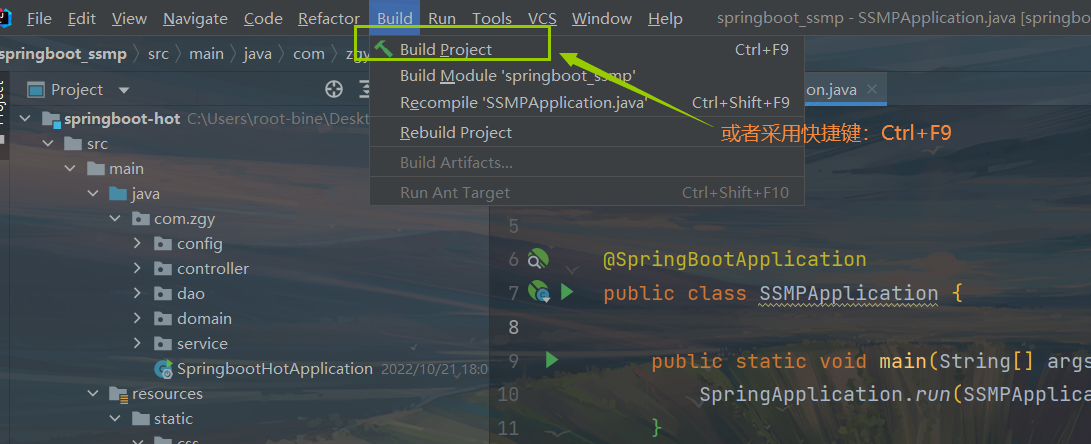 File Edit View Navigate Code Refactor Build Run Tools VCS Window Help springboot_ssmp - SSMPApplication.java [springbo
springboot_ssmp src main java com zgy
Build Project Ctrl+F9
Build Module 'springboot_ssmp'
Recompile 'SSMPApplication.java' Ctrl+Shift+F9
Rebuild Project
Build Artifacts...
Run Ant Target Ctrl+Shift+F10
或者采用快捷键：Ctrl+F9
Project
on.java
springboot-hot C:\Users\root-bine\Deskt
src
main
java
com.zgy
config
controller
dao
domain
service
SpringbootHotApplication 2022/10/21 18:0
resources
static
css
5
6 @SpringBootApplication
7 public class SSMPApplication {
8
9 public static void main(String[] args
10 SpringApplication.run(SSMPApplica
11 }